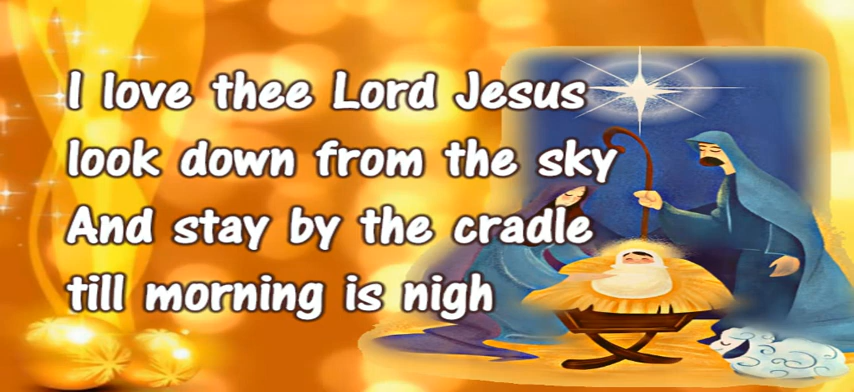 I love thee Lord Jesus
look down from the sky
And stay by the cradle
till morning is nigh